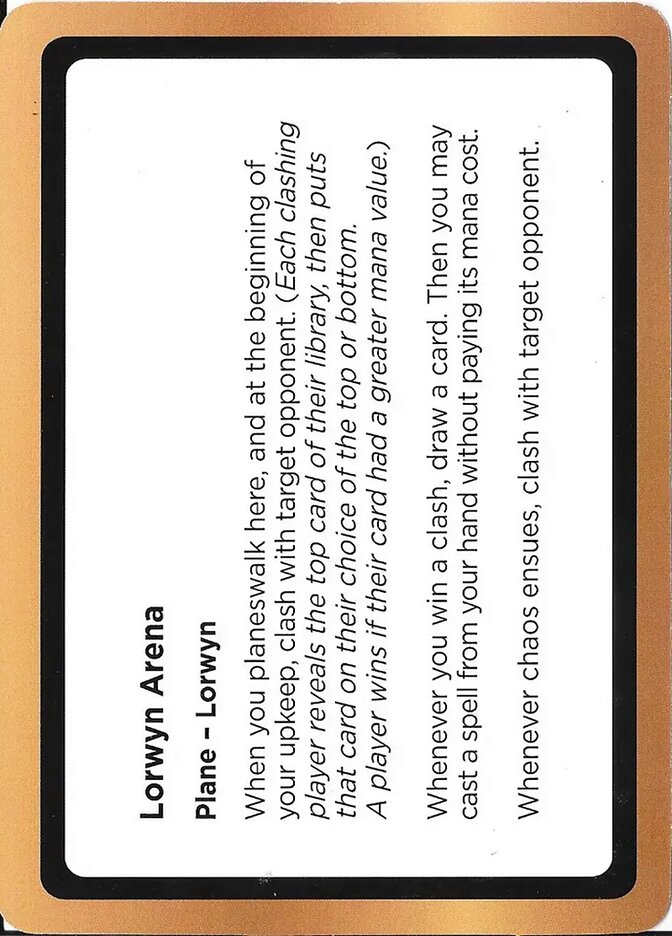 Lorwyn Arena
Plane – Lorwyn
When you planeswalk here, and at the beginning of
your upkeep, clash with target opponent. (Each clashing
player reveals the top card of their library, then puts
that card on their choice of the top or bottom.
A player wins if their card had a greater mana value.)
Whenever you win a clash, draw a card. Then you may
cast a spell from your hand without paying its mana cost.
Whenever chaos ensues, clash with target opponent.